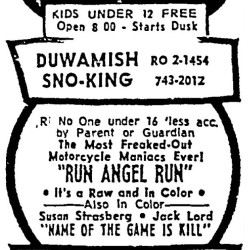 KIDS UNDER 12 FREE
Open 8 00 - Starts Dusk
DUWAMISH RO 2-1454
SNO-KING 743-2012
R: No One under 16 'less acc.
by Parent or Guardian
The Most Freaked-Out
Motorcycle Maniacs Ever!
"RUN ANGEL RUN"
• It's a Raw and in Color •
Also In Color
Susan Strasberg • Jack Lord
"NAME OF THE GAME IS KILL"